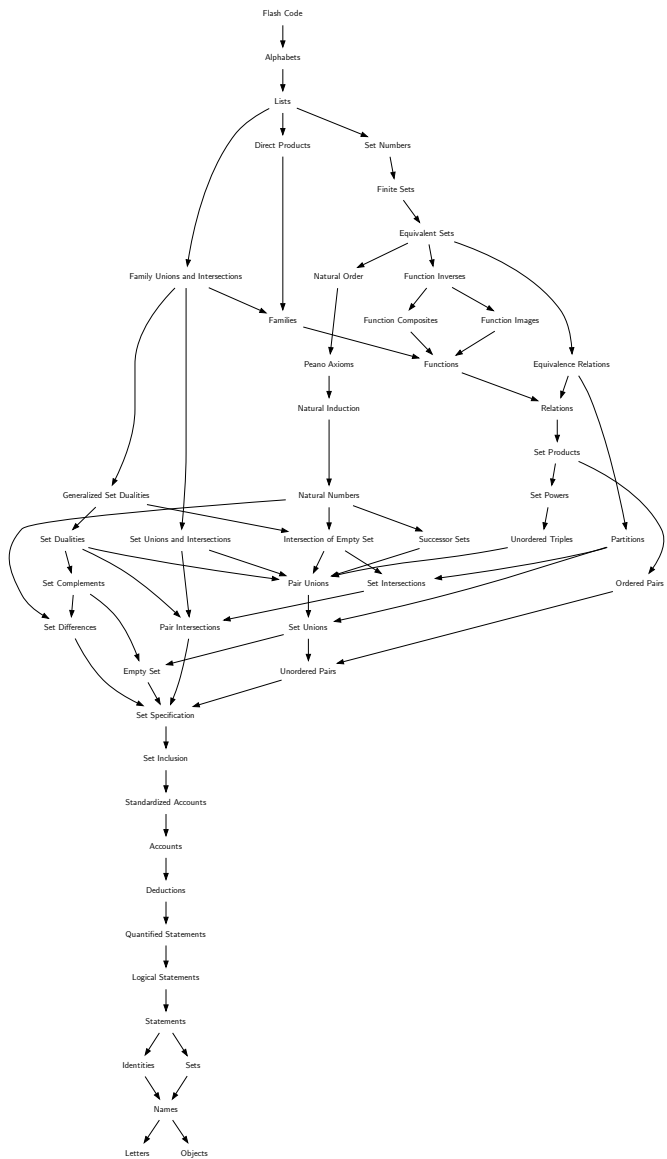 Flash Code
Alphabets
Lists
Direct Products
Set Numbers
Finite Sets
Equivalent Sets
Family Unions and Intersections
Natural Order
Function Inverses
Families
Function Composites
Function Images
Peano Axioms
Functions
Equivalence Relations
Natural Induction
Relations
Set Products
Generalized Set Dualities
Natural Numbers
Set Powers
Set Dualities
Set Unions and Intersections
Intersection of Empty Set
Successor Sets
Unordered Triples
Partitions
Set Complements
Pair Unions
Set Intersections
Ordered Pairs
Set Differences
Pair Intersections
Set Unions
Empty Set
Unordered Pairs
Set Specification
Set Inclusion
Standardized Accounts
Accounts
Deductions
Quantified Statements
Logical Statements
Statements
Identities
Sets
Names
Letters
Objects